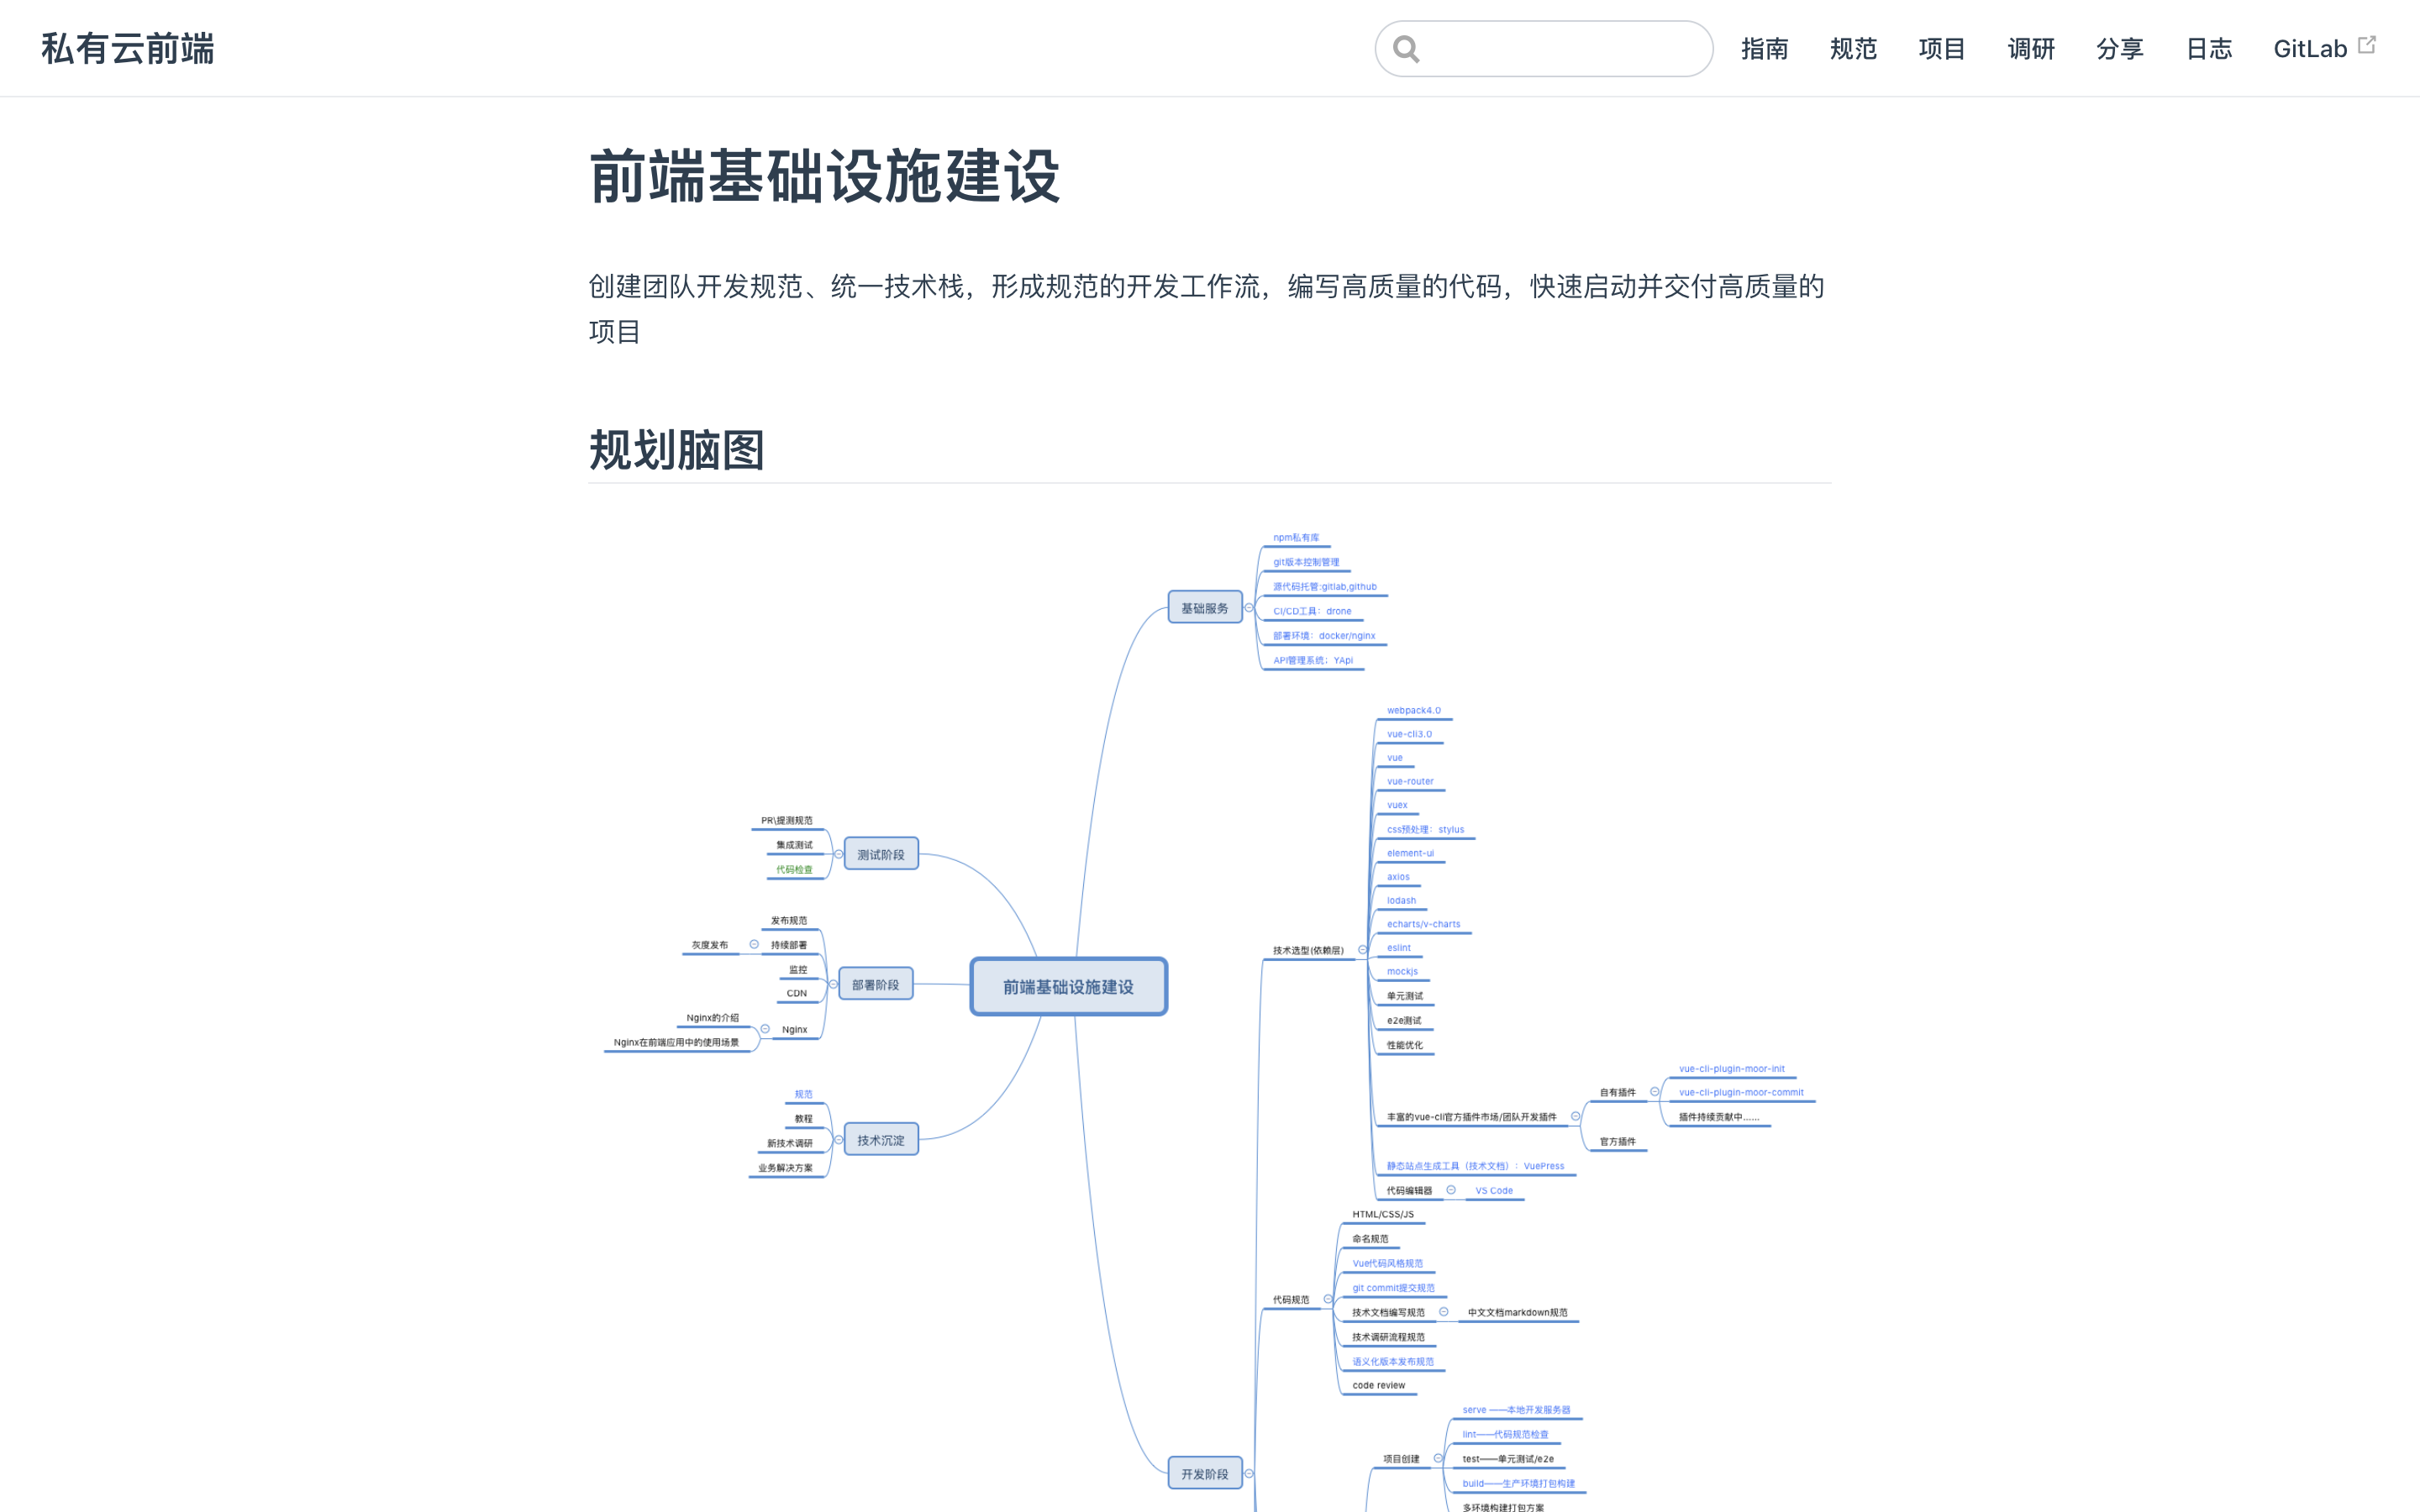 私有云前端
指南
规范
项目
调研
分享
日志
GitLab
前端基础设施建设
创建团队开发规范、统一技术栈，形成规范的开发工作流，编写高质量的代码，快速启动并交付高质量的
项目
规划脑图
前端基础设施建设
基础服务
npm私有库
git版本控制管理
源代码托管:gitlab,github
CI/CD工具：drone
部署环境：docker/nginx
API管理系统：YApi
测试阶段
PR\提测规范
集成测试
代码检查
部署阶段
发布规范
持续部署
灰度发布
监控
CDN
Nginx
Nginx的介绍
Nginx在前端应用中的使用场景
技术沉淀
规范
教程
新技术调研
业务解决方案
开发阶段
技术选型(依赖层)
webpack4.0
vue-cli3.0
vue
vue-router
vuex
css预处理：stylus
element-ui
axios
lodash
echarts/v-charts
eslint
mockjs
单元测试
e2e测试
性能优化
丰富的vue-cli官方插件市场/团队开发插件
自有插件
vue-cli-plugin-moor-init
vue-cli-plugin-moor-commit
插件持续贡献中......
官方插件
静态站点生成工具（技术文档）：VuePress
代码编辑器
VS Code
代码规范
HTML/CSS/JS
命名规范
Vue代码风格规范
git commit提交规范
技术文档编写规范
中文文档markdown规范
技术调研流程规范
语义化版本发布规范
code review
项目创建
serve ——本地开发服务器
lint——代码规范检查
test——单元测试/e2e
build——生产环境打包构建
多环境构建打包方案